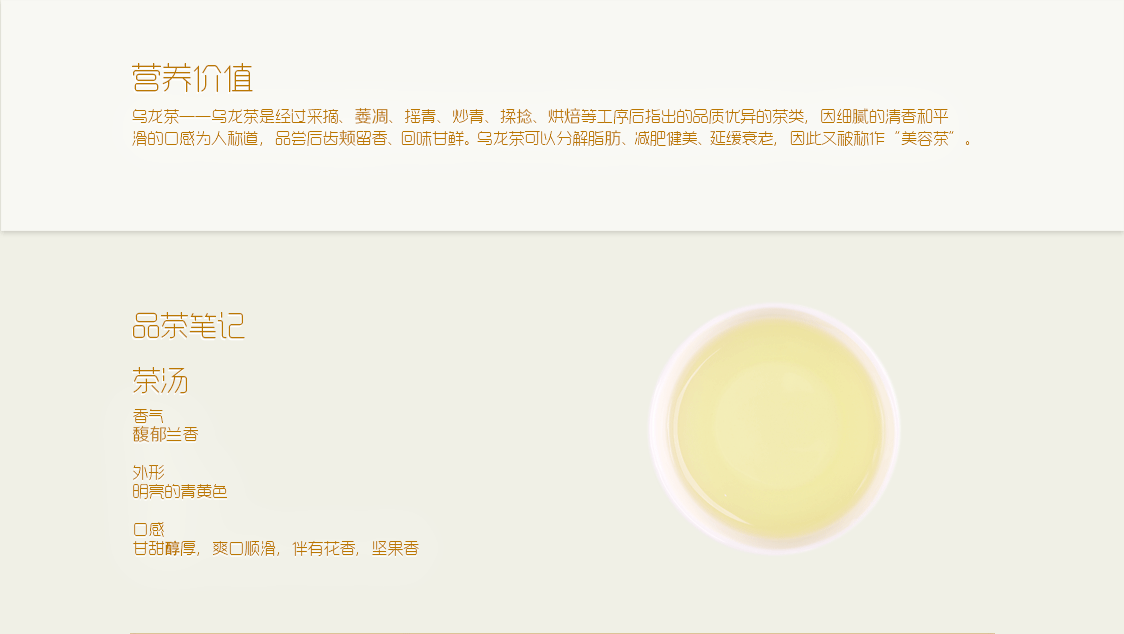 营养价值
乌龙茶——乌龙茶是经过采摘、萎凋、摇青、炒青、揉捻、烘焙等工序后指出的品质优异的茶类，因细腻的清香和平
滑的口感为人称道，品尝后齿颊留香、回味甘鲜。乌龙茶可以分解脂肪、减肥健美、延缓衰老，因此又被称作“美容茶”。
品茶笔记
茶汤
香气
馥郁兰香
外形
明亮的青黄色
口感
甘甜醇厚，爽口顺滑，伴有花香，坚果香